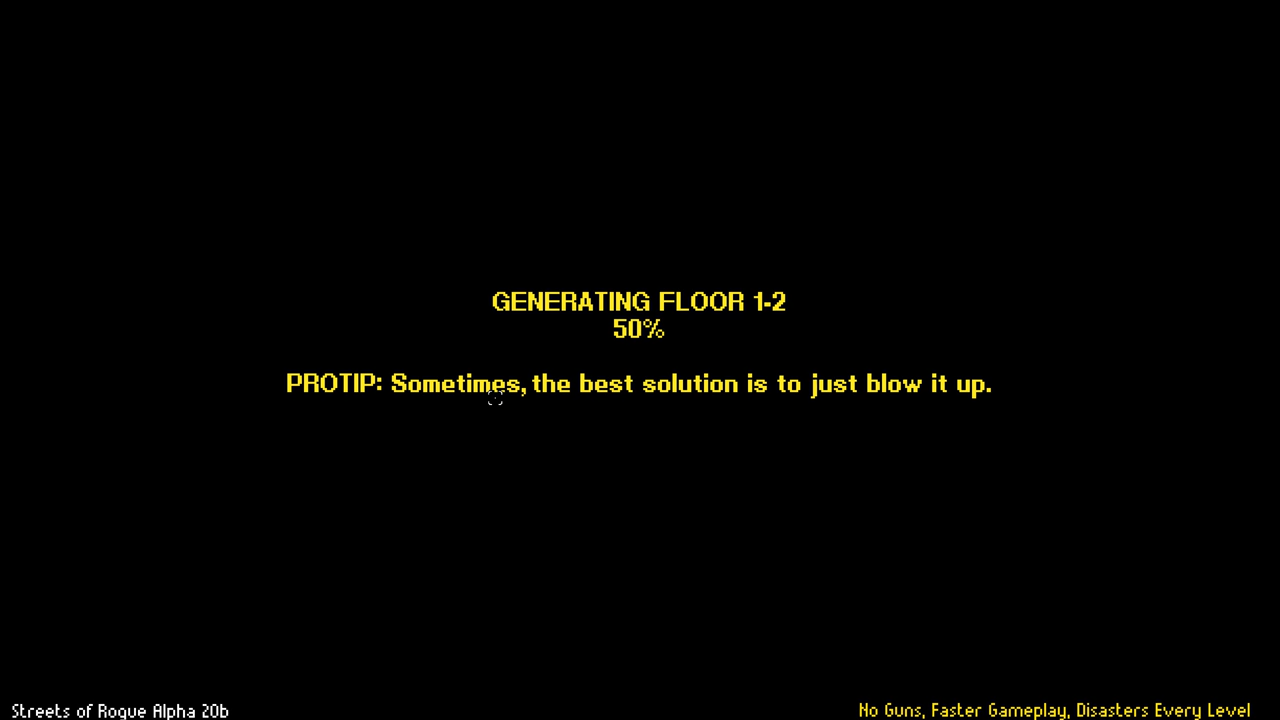 GENERATING FLOOR 1-2
50%
PROTIP: Sometimes, the best solution is to just blow it up.
Streets of Rogue Alpha 20b
No Guns, Faster Gameplay, Disasters Every Level